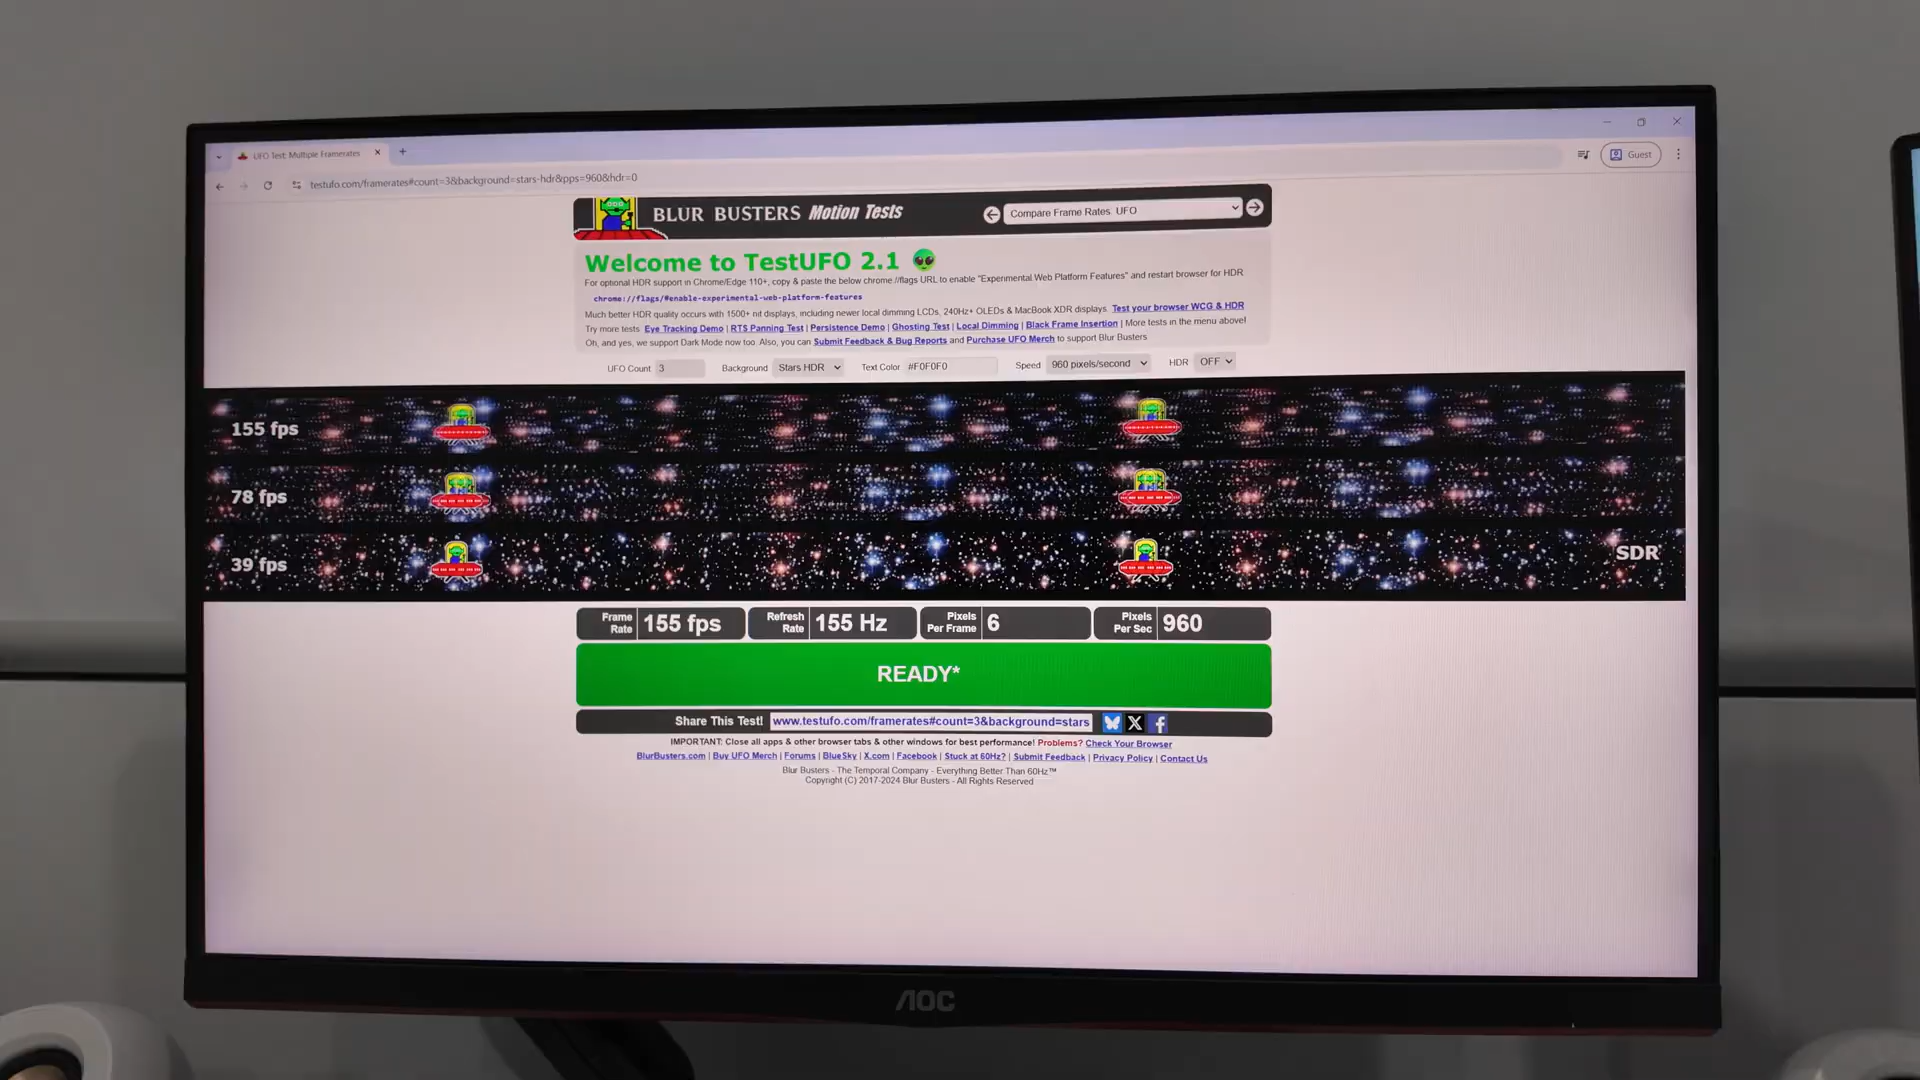 UFO Test: Multiple Framerates
testufo.com/framerates#count=3&background=stars-hdr&pps=960&hdr=0
Guest
BLUR BUSTERS Motion Tests
Compare Frame Rates UFO
Welcome to TestUFO 2.1
For optional HDR support in Chrome/Edge 110+, copy & paste the below chrome://flags URL to enable "Experimental Web Platform Features" and restart browser for HDR
chrome://flags/#enable-experimental-web-platform-features
Much better HDR quality occurs with 1500+ nit displays, including newer local dimming LCDs, 240Hz+ OLEDs & MacBook XDR displays. Test your browser WCG & HDR
Try more tests Eye Tracking Demo | RTS Panning Test | Persistence Demo | Ghosting Test | Local Dimming | Black Frame Insertion | More tests in the menu above!
Oh, and yes, we support Dark Mode now too. Also, you can Submit Feedback & Bug Reports and Purchase UFO Merch to support Blur Busters
UFO Count 3 Background Stars HDR Text Color #F0F0F0 Speed 960 pixels/second HDR OFF
155 fps
78 fps
39 fps
SDR
Frame Rate 155 fps
Refresh Rate 155 Hz
Pixels Per Frame 6
Pixels Per Sec 960
READY*
Share This Test! www.testufo.com/framerates#count=3&background=stars
IMPORTANT: Close all apps & other browser tabs & other windows for best performance! Problems? Check Your Browser
BlurBusters.com | Buy UFO Merch | Forums | BlueSky | X.com | Facebook | Stuck at 60Hz? | Submit Feedback | Privacy Policy | Contact Us
Blur Busters - The Temporal Company - Everything Better Than 60Hz™
Copyright (C) 2017-2024 Blur Busters - All Rights Reserved
AOC